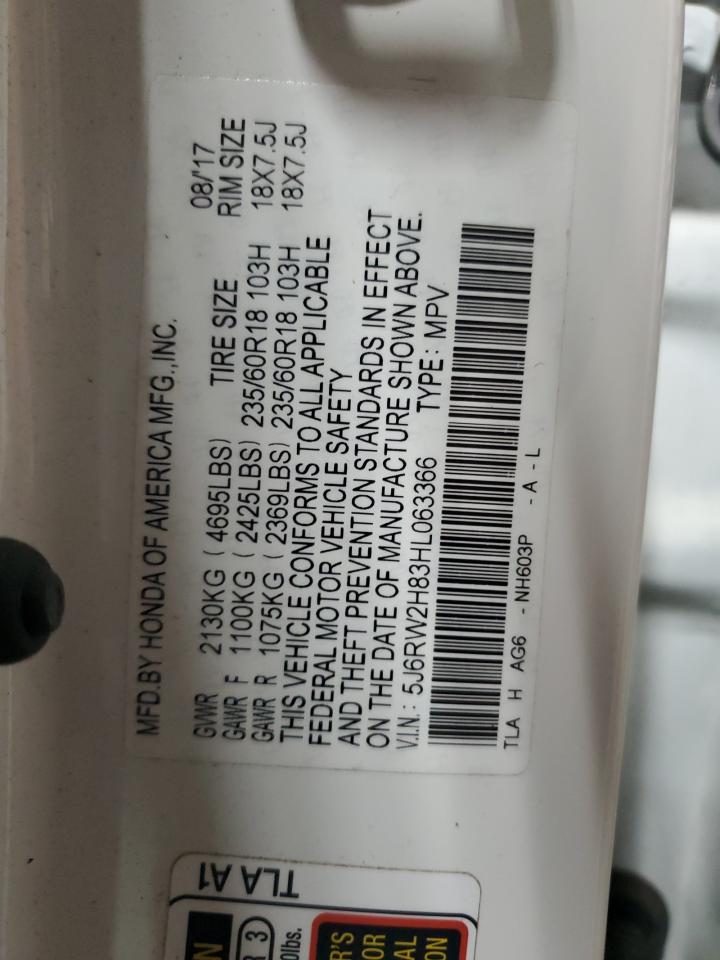 MFD.BY HONDA OF AMERICA MFG.,INC. 08/'17
GVWR 2130KG ( 4695LBS) TIRE SIZE RIM SIZE
GAWR F 1100KG ( 2425LBS) 235/60R18 103H 18X7.5J
GAWR R 1075KG ( 2369LBS) 235/60R18 103H 18X7.5J
THIS VEHICLE CONFORMS TO ALL APPLICABLE
FEDERAL MOTOR VEHICLE SAFETY
AND THEFT PREVENTION STANDARDS IN EFFECT
ON THE DATE OF MANUFACTURE SHOWN ABOVE.
V.I.N.: 5J6RW2H83HL063366 TYPE: MPV
TLA H AG6 - NH603P - A - L
TLA A1